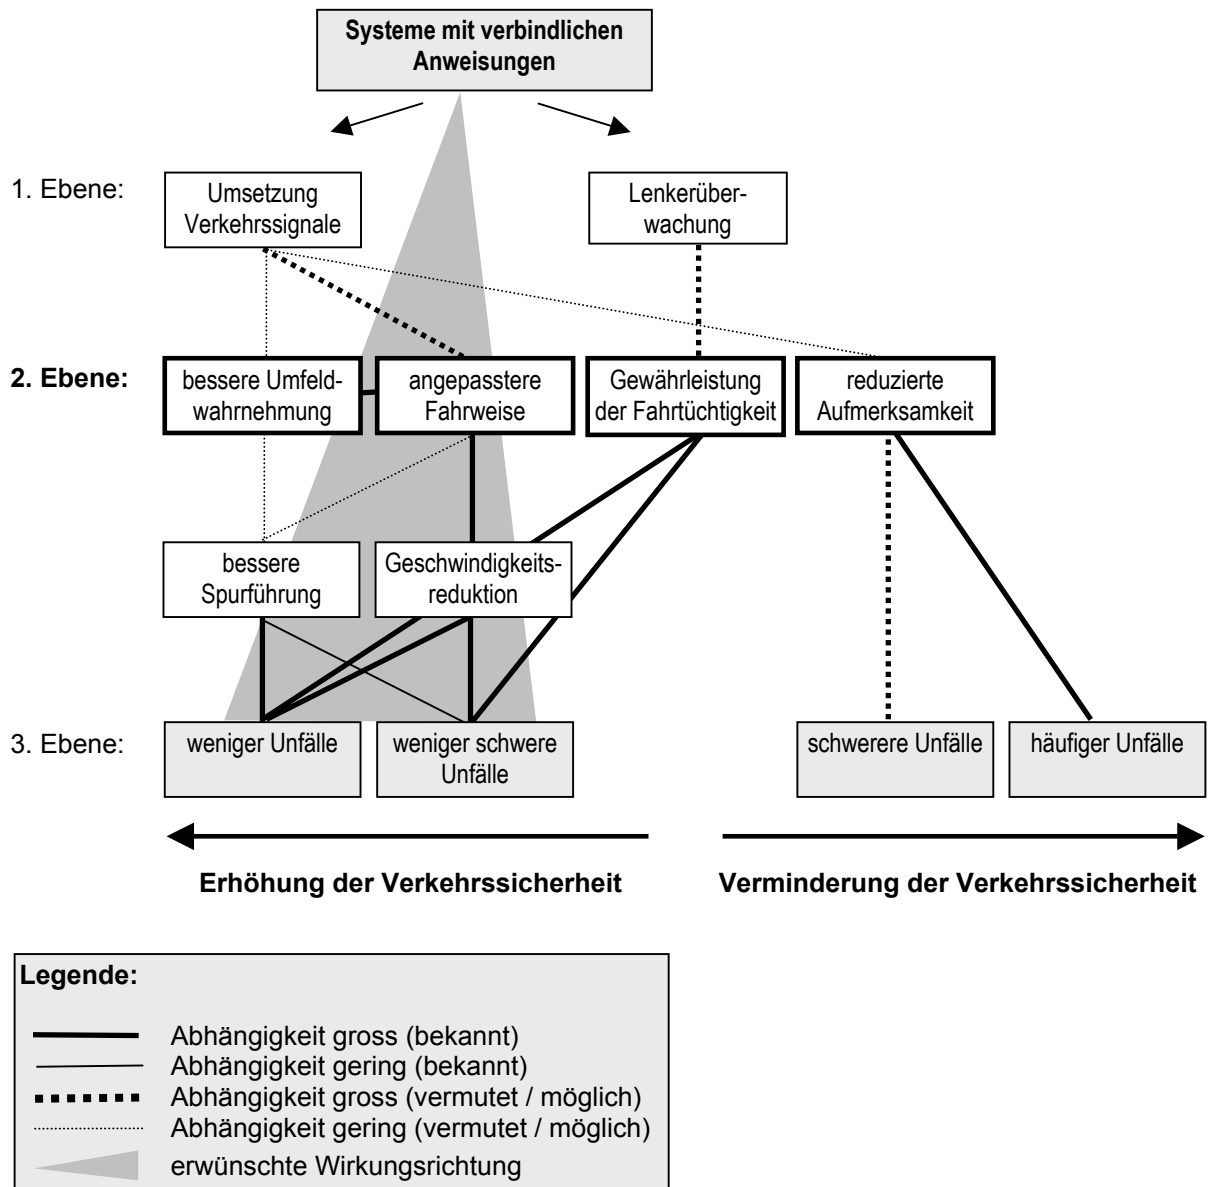 Systeme mit verbindlichen
Anweisungen
1. Ebene:
Umsetzung
Verkehrssignale
Lenkerüber-
wachung
2. Ebene:
bessere Umfeld-
wahrnehmung
angepasstere
Fahrweise
Gewährleistung
der Fahrtüchtigkeit
reduzierte
Aufmerksamkeit
bessere
Spurführung
Geschwindigkeits-
reduktion
3. Ebene:
weniger Unfälle
weniger schwere
Unfälle
schwerere Unfälle
häufiger Unfälle
Erhöhung der Verkehrssicherheit
Verminderung der Verkehrssicherheit
Legende:
Abhängigkeit gross (bekannt)
Abhängigkeit gering (bekannt)
Abhängigkeit gross (vermutet / möglich)
Abhängigkeit gering (vermutet / möglich)
erwünschte Wirkungsrichtung